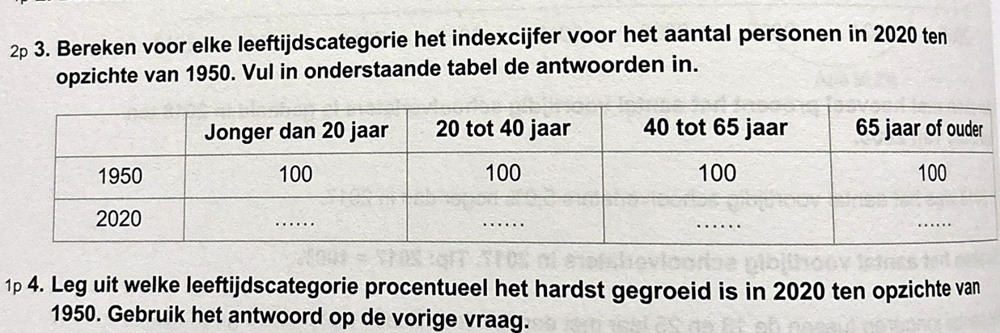 2p 3. Bereken voor elke leeftijdscategorie het indexcijfer voor het aantal personen in 2020 ten
opzichte van 1950. Vul in onderstaande tabel de antwoorden in.
Jonger dan 20 jaar 20 tot 40 jaar 40 tot 65 jaar 65 jaar of ouder
1950 100 100 100 100
2020 ...... ...... ...... ......
1p 4. Leg uit welke leeftijdscategorie procentueel het hardst gegroeid is in 2020 ten opzichte van
1950. Gebruik het antwoord op de vorige vraag.